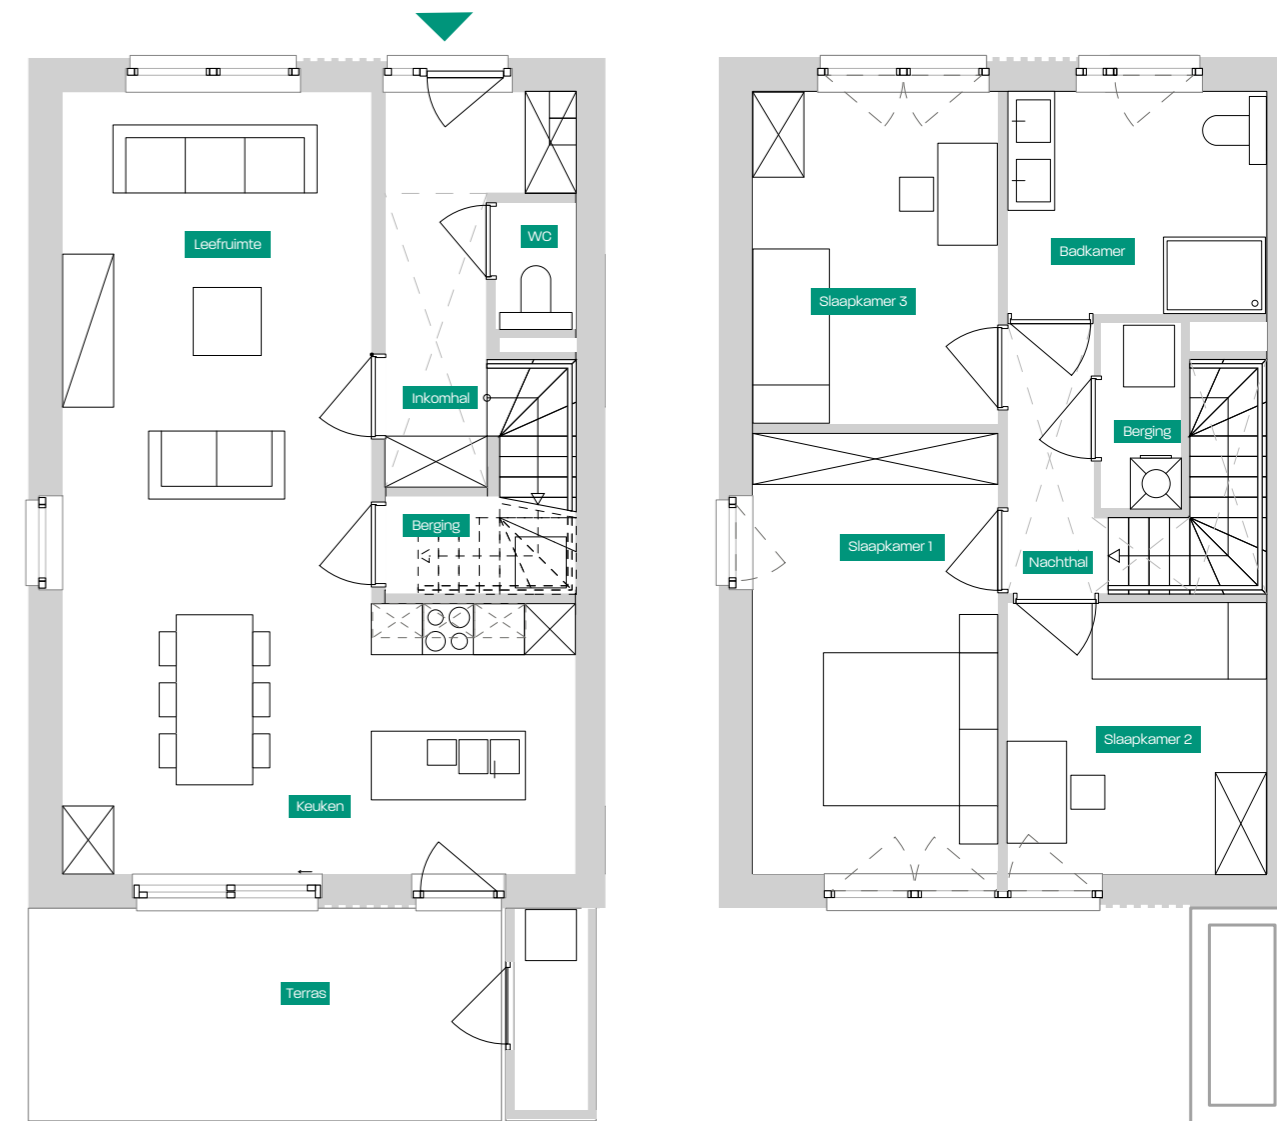 Leefruimte
WC
Inkomhal
Berging
Keuken
Terras
Badkamer
Slaapkamer 3
Berging
Slaapkamer 1
Nachthal
Slaapkamer 2